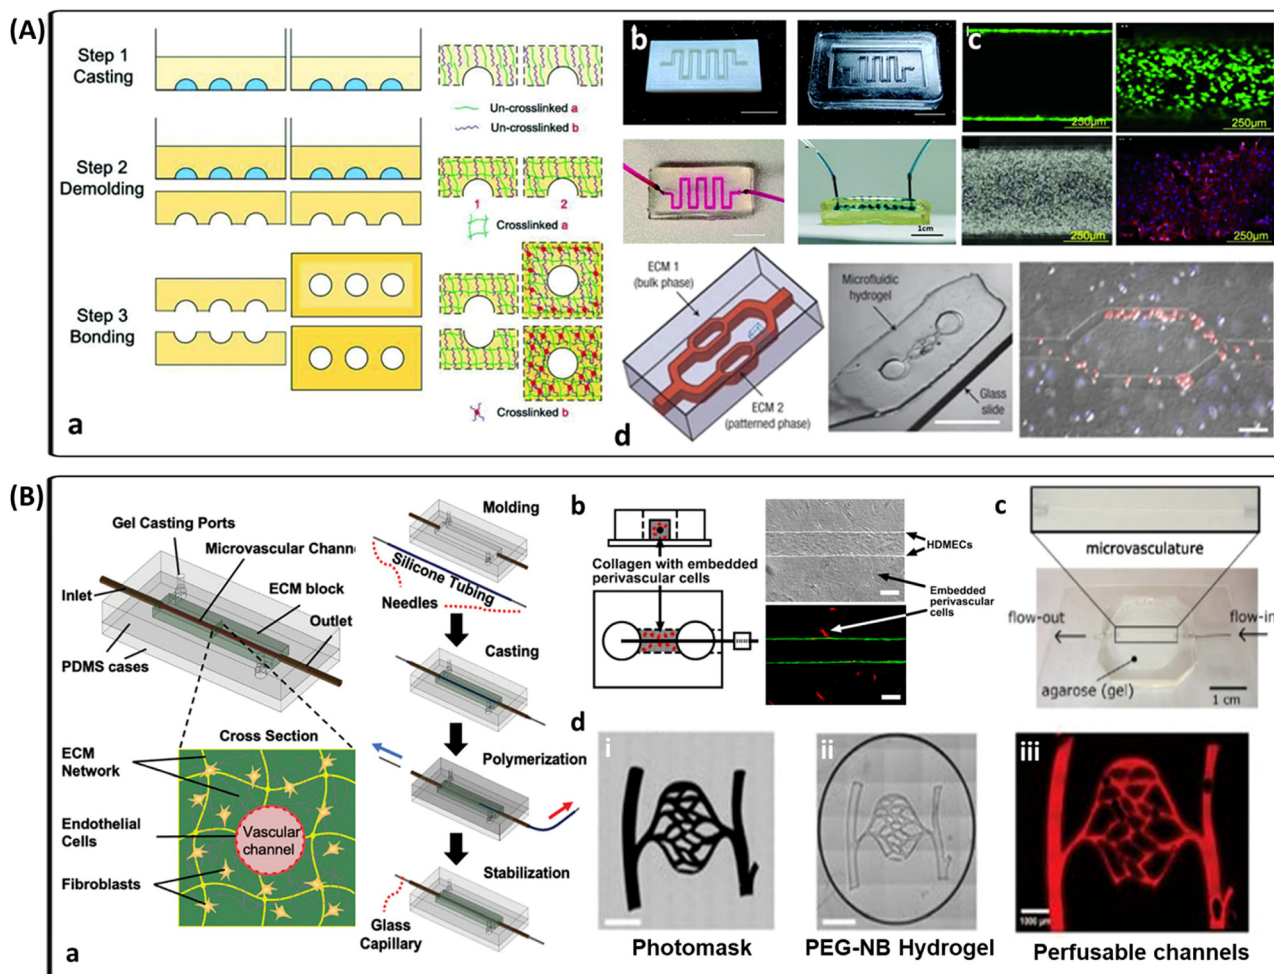 (A)
Step 1
Casting
Step 2
Demolding
Step 3
Bonding
Un-crosslinked a
Un-crosslinked b
1
2
Crosslinked a
Crosslinked b
a
b
1cm
c
250μm
250μm
250μm
250μm
ECM 1
(bulk phase)
ECM 2
(patterned phase)
Microfluidic
hydrogel
Glass
slide
d
(B)
Gel Casting Ports
Microvascular Channe
Inlet
ECM block
Outlet
PDMS cases
Cross Section
ECM
Network
Endothelial
Cells
Vascular
channel
Fibroblasts
a
Molding
Silicone Tubing
Needles
Casting
Polymerization
Stabilization
Glass
Capillary
b
Collagen with embedded
perivascular cells
HDMECs
Embedded
perivascular
cells
c
microvasculature
flow-out
flow-in
agarose (gel)
1 cm
d
i
ii
iii
1000 μm
Photomask
PEG-NB Hydrogel
Perfusable channels